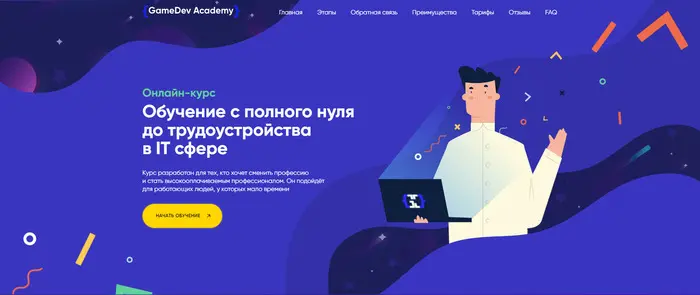 {GameDev Academy}
Главная Этапы Обратная связь Преимущества Тарифы Отзывы FAQ
Онлайн-курс
Обучение с полного нуля
до трудоустройства
в IT сфере
Курс разработан для тех, кто хочет сменить профессию
и стать высокооплачиваемым профессионалом. Он подойдёт
для работающих людей, у которых мало времени
НАЧАТЬ ОБУЧЕНИЕ